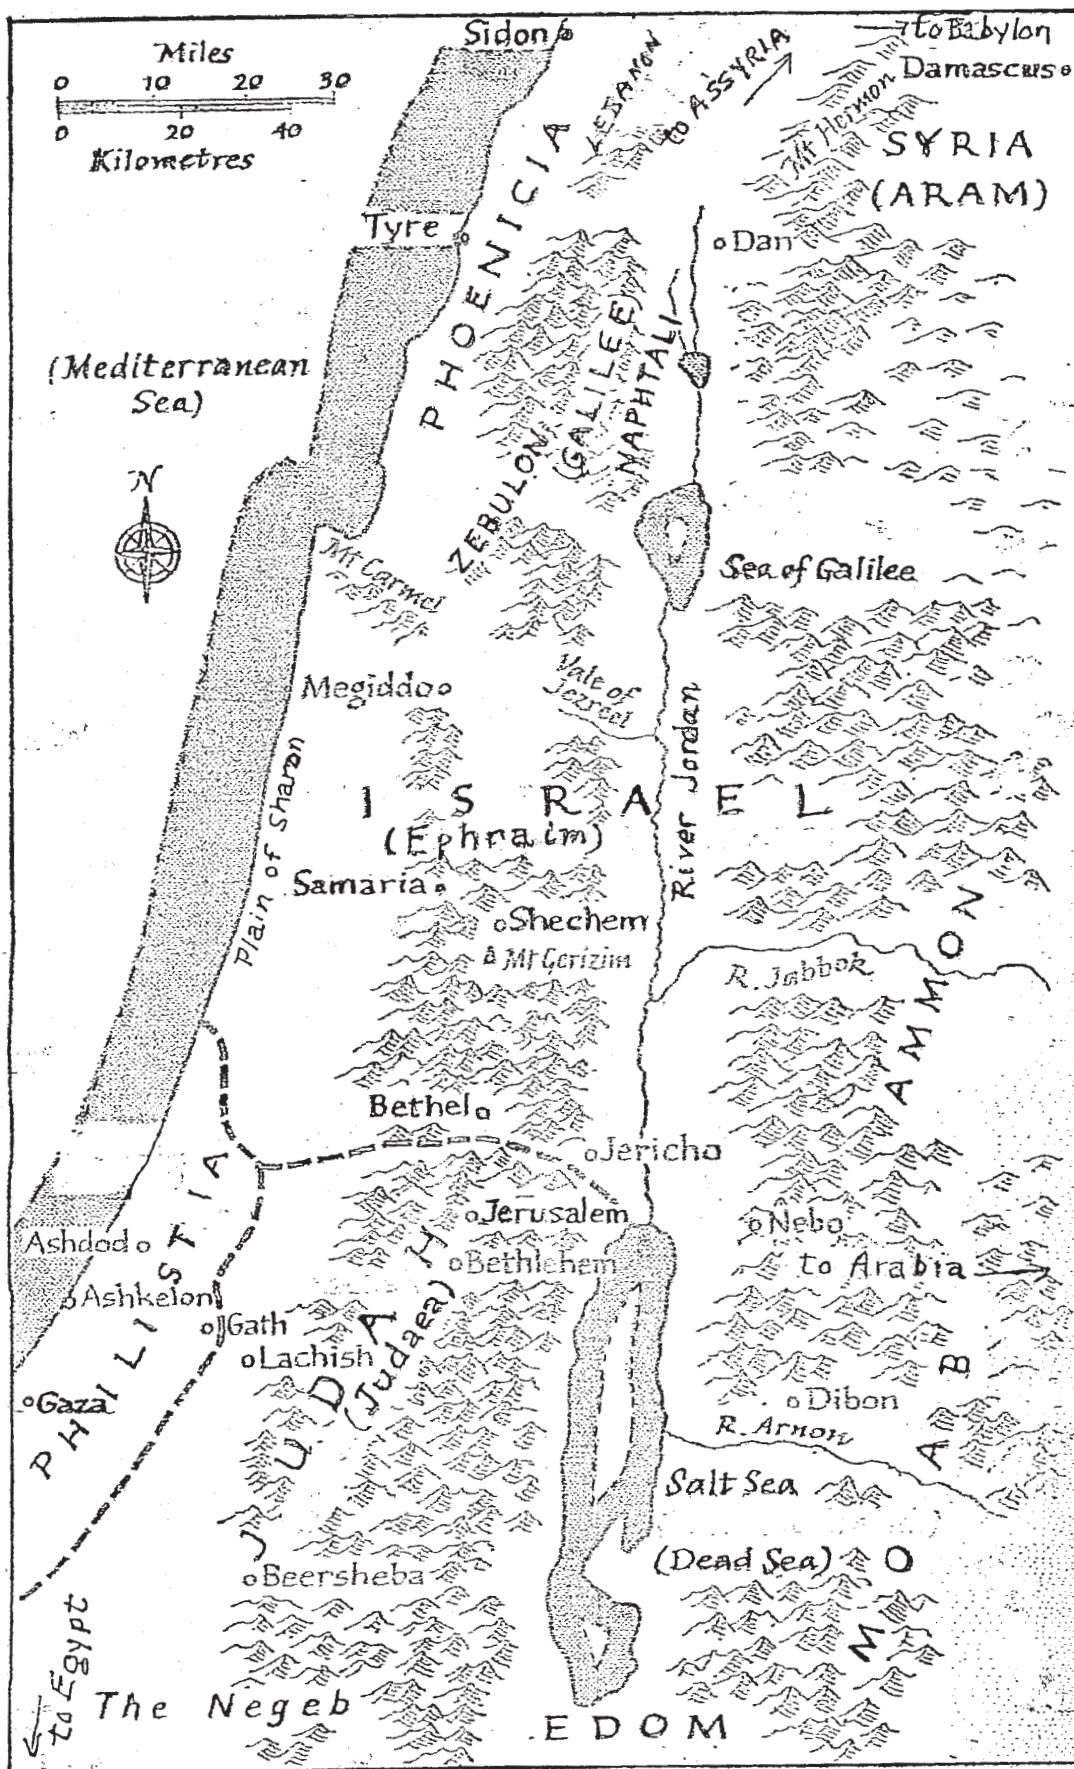 Sidon
→ to Babylon
Miles
0 10 20 30
0 20 40
Kilometres
LEBANON
to ASSYRIA
Damascus
Mt Hermon
SYRIA
(ARAM)
PHOENICIA
Tyre
Dan
(Mediterranean
Sea)
(GALILEE)
MAPHTALI
ZEBULON
N
Mt Carmel
Sea of Galilee
Megiddo
Vale of
Jezreel
River Jordan
Plain of Sharon
ISRAEL
(Ephraim)
Samaria
Shechem
Mt Gerizim
R. Jabbok
AMMON
Bethel
Jericho
Jerusalem
Nebo
Ashdod
Bethlehem
to Arabia →
Ashkelon
Gath
PHILISTIA
Lachish
JUDAH
(Judaea)
Gaza
Dibon
R. Arnon
MOAB
Salt Sea
(Dead Sea)
Beersheba
to Egypt
The Negeb
EDOM